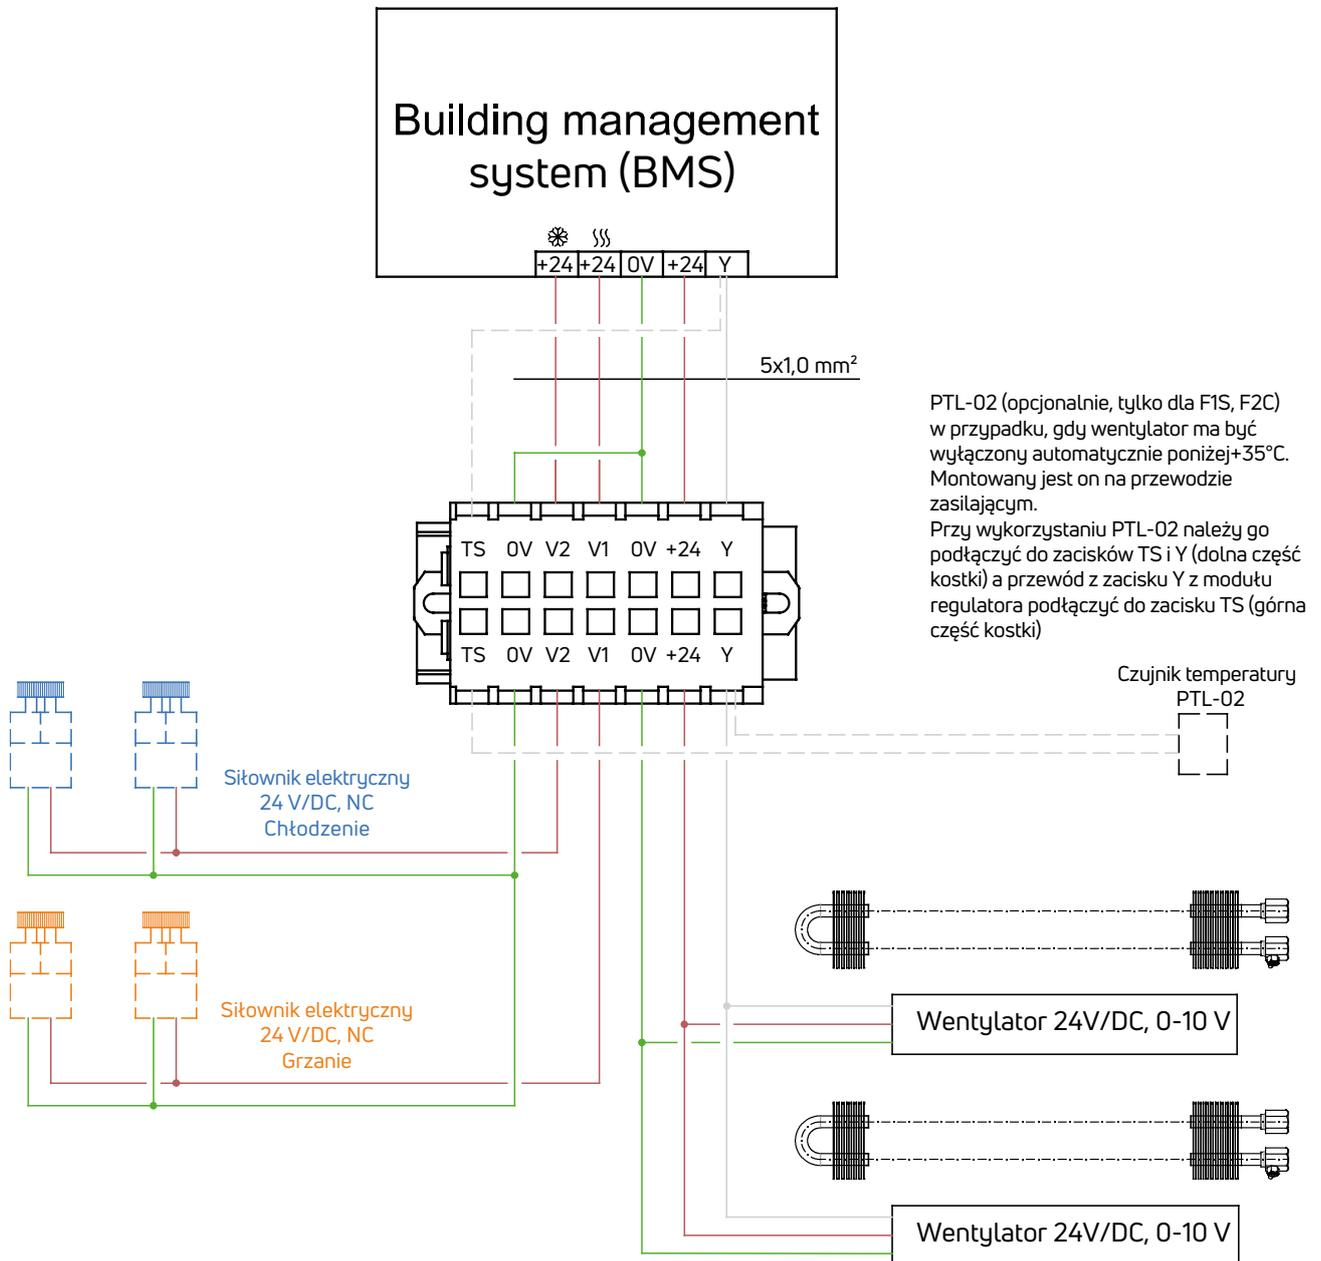 Building management
system (BMS)
+24 +24 0V +24 Y
5x1,0 mm²
PTL-02 (opcjonalnie, tylko dla F1S, F2C)
w przypadku, gdy wentylator ma być
wyłączony automatycznie poniżej+35°C.
Montowany jest on na przewodzie
zasilającym.
Przy wykorzystaniu PTL-02 należy go
podłączyć do zacisków TS i Y (dolna część
kostki) a przewód z zacisku Y z modułu
regulatora podłączyć do zacisku TS (górna
część kostki)
TS 0V V2 V1 0V +24 Y
TS 0V V2 V1 0V +24 Y
Czujnik temperatury
PTL-02
Siłownik elektryczny
24 V/DC, NC
Chłodzenie
Siłownik elektryczny
24 V/DC, NC
Grzanie
Wentylator 24V/DC, 0-10 V
Wentylator 24V/DC, 0-10 V